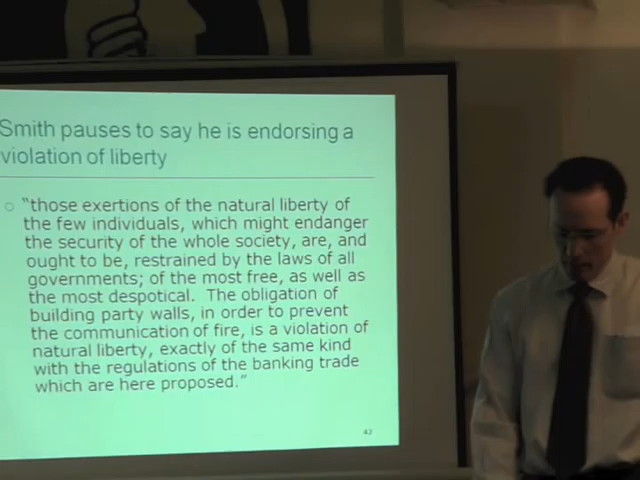 Smith pauses to say he is endorsing a
violation of liberty
"those exertions of the natural liberty of
the few individuals, which might endanger
the security of the whole society, are, and
ought to be, restrained by the laws of all
governments; of the most free, as well as
the most despotical.  The obligation of
building party walls, in order to prevent
the communication of fire, is a violation of
natural liberty, exactly of the same kind
with the regulations of the banking trade
which are here proposed."
42